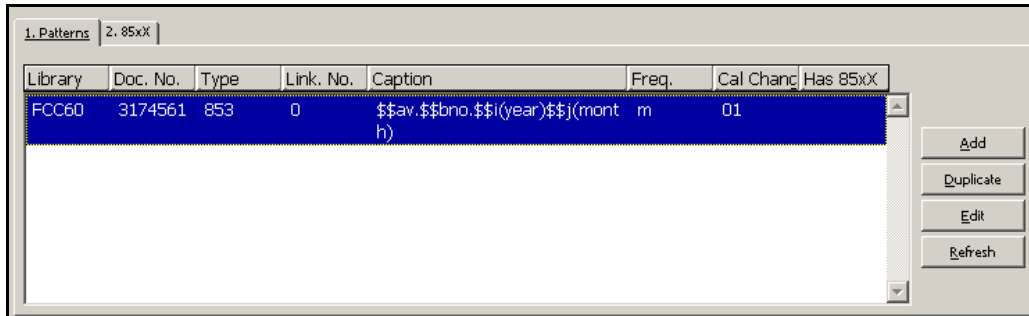 1. Patterns 2. 85xX
Library Doc. No. Type Link. No. Caption Freq. Cal Chang Has 85xX
FCC60 3174561 853 0 $$av.$$bno.$$i(year)$$j(mont m 01
h)
Add
Duplicate
Edit
Refresh